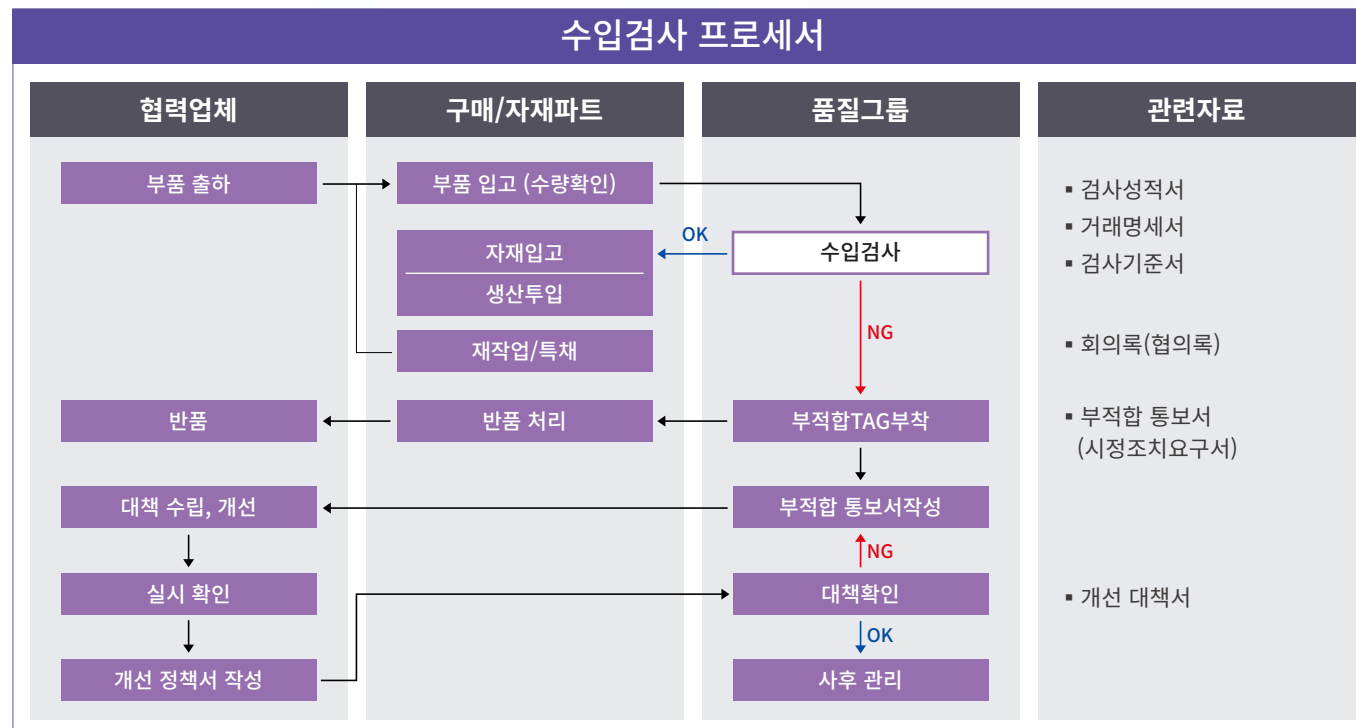 수입검사 프로세서
협력업체
구매/자재파트
품질그룹
관련자료
부품 출하
부품 입고 (수량확인)
▪ 검사성적서
▪ 거래명세서
▪ 검사기준서
OK
수입검사
자재입고
생산투입
NG
재작업/특채
▪ 회의록(협의록)
반품
반품 처리
부적합TAG부착
▪ 부적합 통보서
(시정조치요구서)
대책 수립, 개선
부적합 통보서작성
NG
실시 확인
대책확인
▪ 개선 대책서
OK
개선 정책서 작성
사후 관리